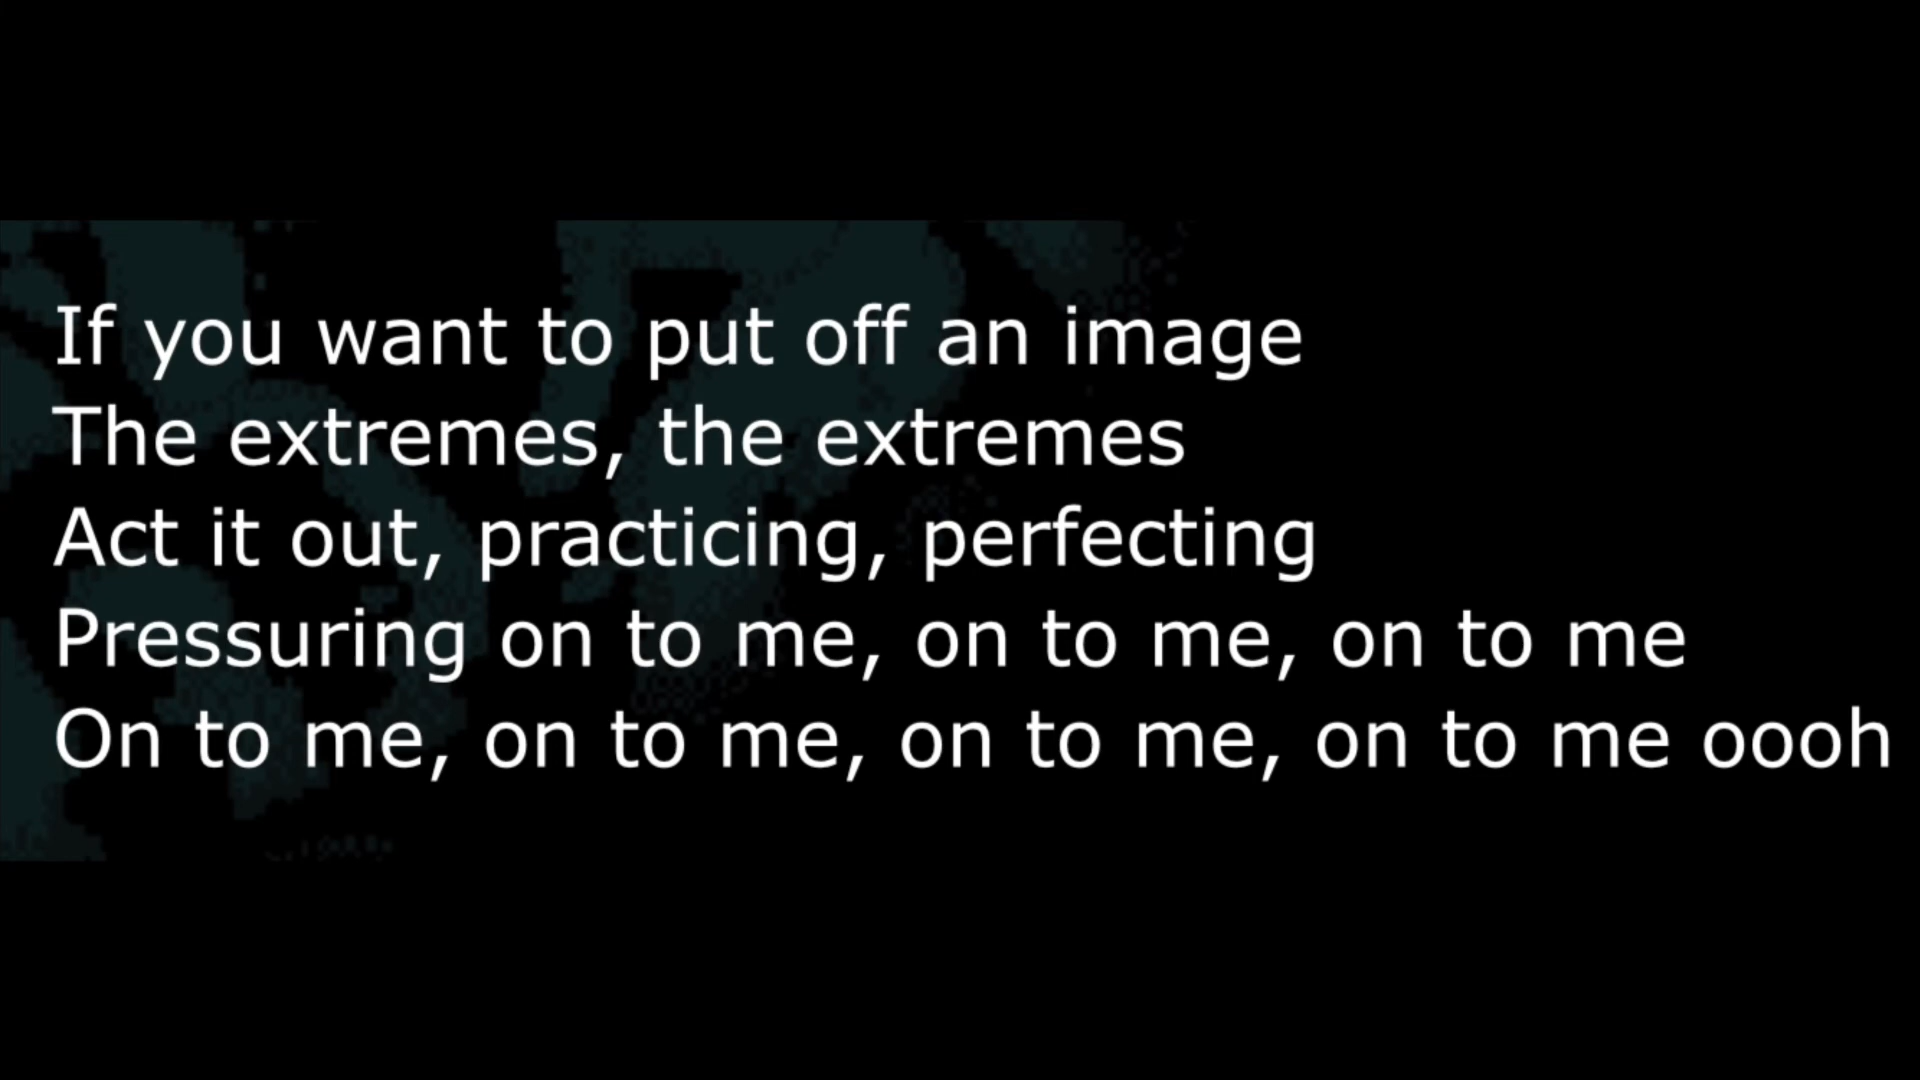 If you want to put off an image
The extremes, the extremes
Act it out, practicing, perfecting
Pressuring on to me, on to me, on to me
On to me, on to me, on to me, on to me oooh